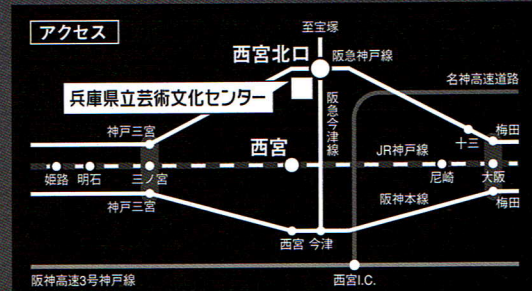 アクセス
至宝塚
西宮北口
阪急神戸線
名神高速道路
兵庫県立芸術文化センター
阪急今津線
神戸三宮
梅田
十三
西宮
JR神戸線
姫路
明石
三ノ宮
尼崎
大阪
神戸三宮
阪神本線
梅田
西宮
今津
阪神高速3号神戸線
西宮I.C.